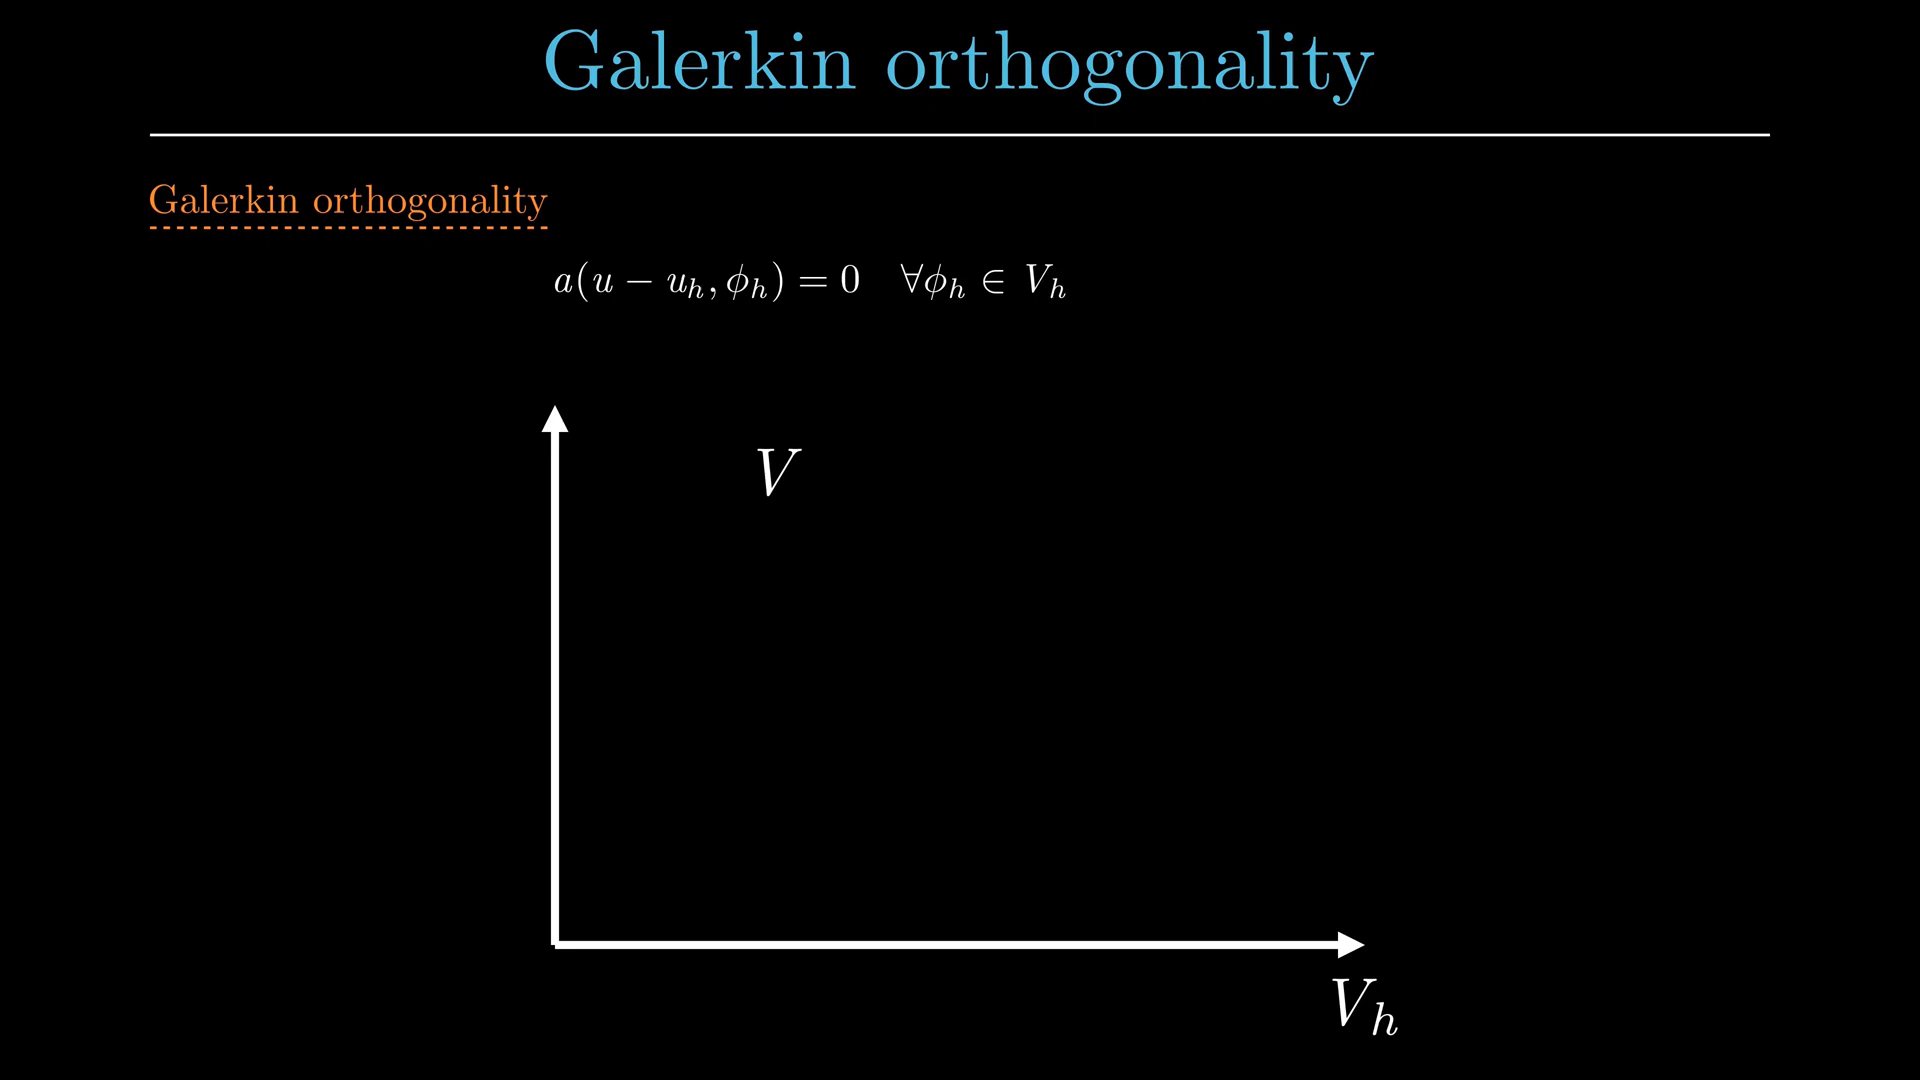 Galerkin orthogonality
Galerkin orthogonality
a(u − u_h, ϕ_h) = 0 ∀ϕ_h ∈ V_h
V
V_h